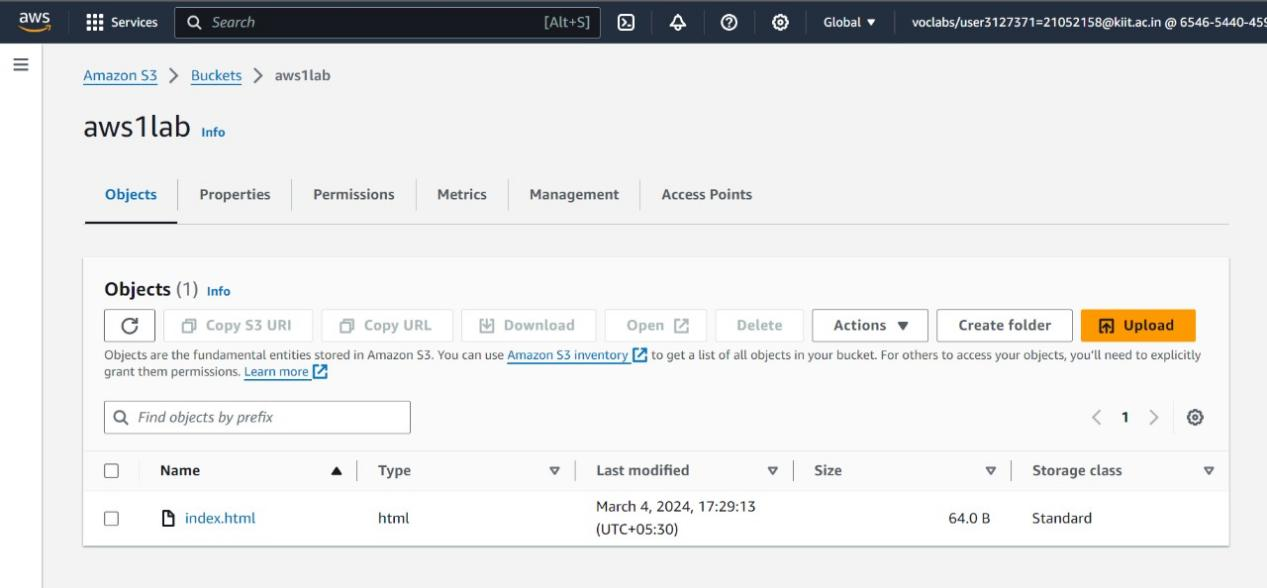 aws Services Search [Alt+S] Global voclabs/user3127371=21052158@kiit.ac.in @ 6546-5440-459
Amazon S3 > Buckets > aws1lab
aws1lab Info
Objects Properties Permissions Metrics Management Access Points
Objects (1) Info
Copy S3 URI Copy URL Download Open Delete Actions Create folder Upload
Objects are the fundamental entities stored in Amazon S3. You can use Amazon S3 inventory to get a list of all objects in your bucket. For others to access your objects, you'll need to explicitly
grant them permissions. Learn more
Find objects by prefix 1
Name Type Last modified Size Storage class
index.html html March 4, 2024, 17:29:13 64.0 B Standard
(UTC+05:30)